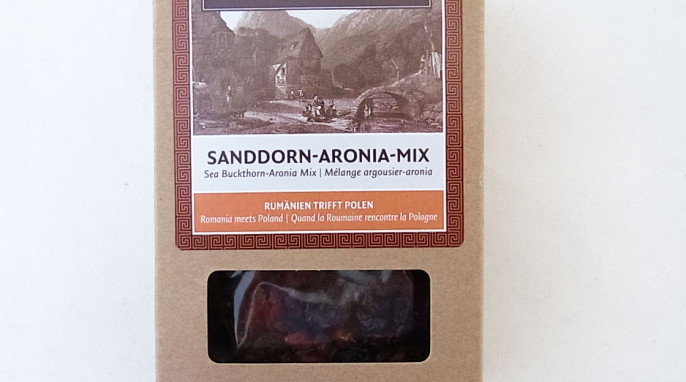 SANDDORN-ARONIA-MIX
Sea Buckthorn-Aronia Mix | Mélange argousier-aronia
RUMÄNIEN TRIFFT POLEN
Romania meets Poland | Quand la Roumaine rencontre la Pologne